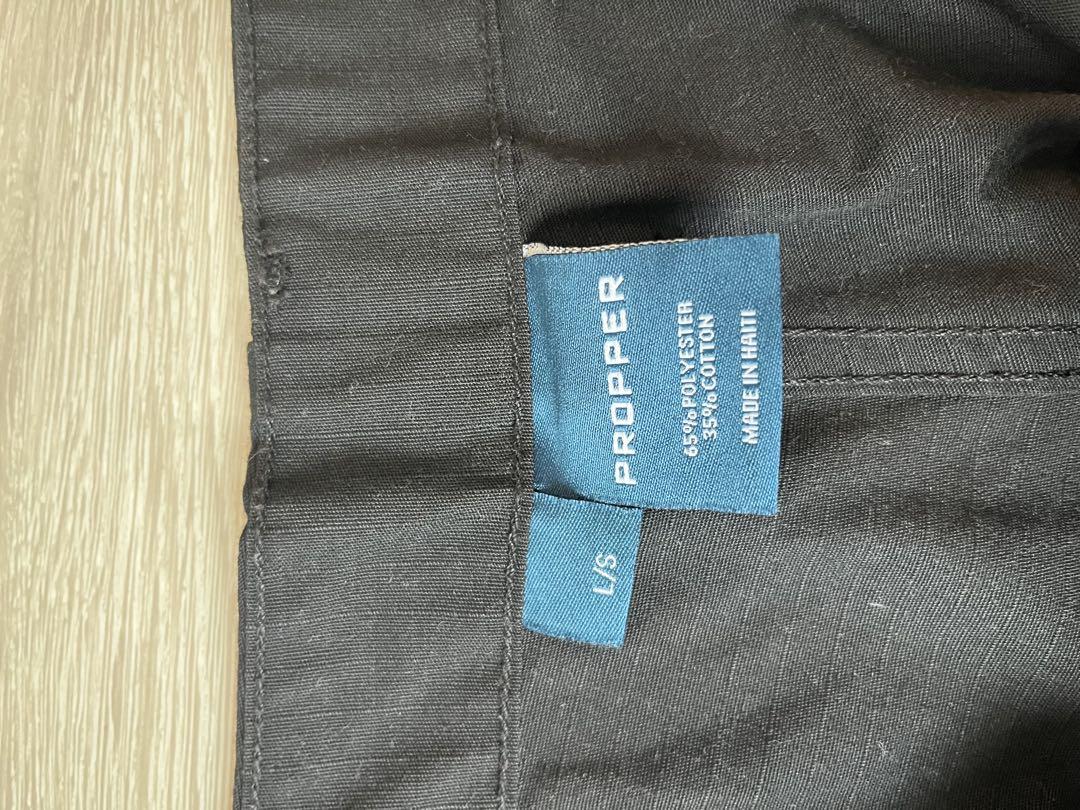 PROPPER
65% POLYESTER
35% COTTON
MADE IN HAITI
L/S